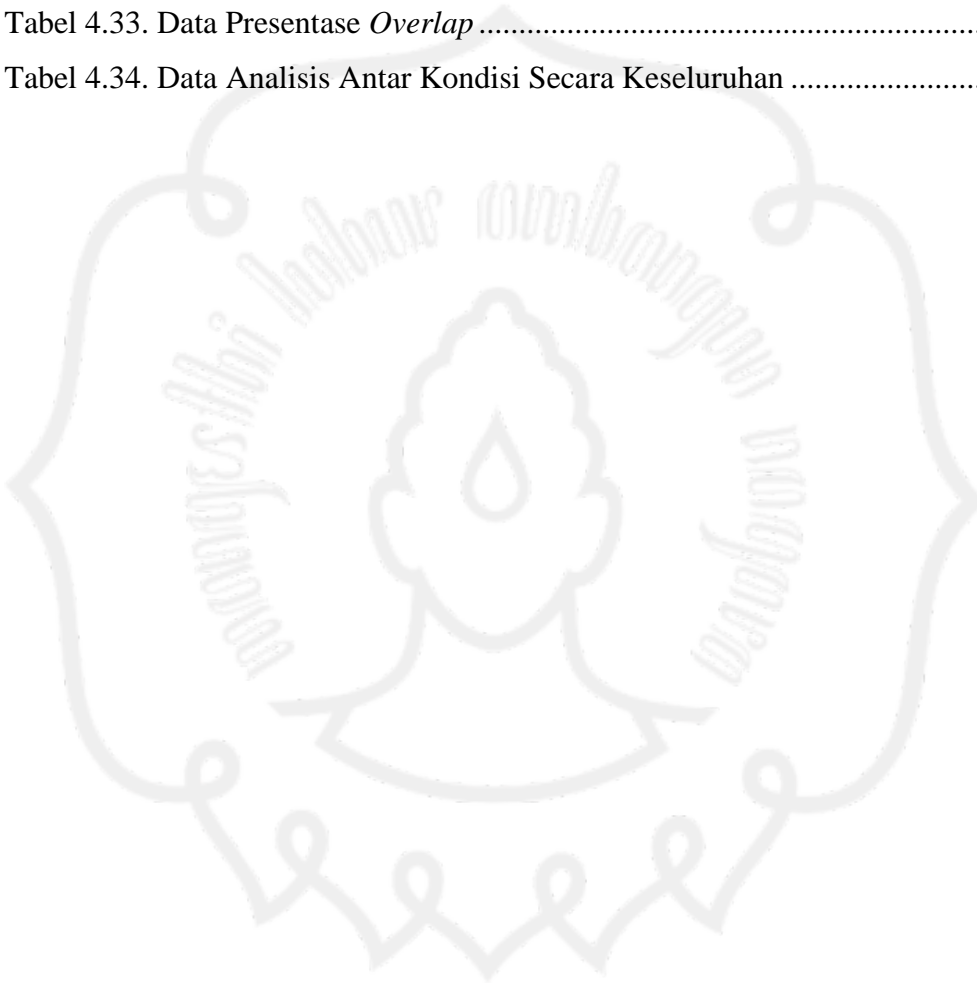 Tabel 4.33. Data Presentase Overlap ..............................................................
Tabel 4.34. Data Analisis Antar Kondisi Secara Keseluruhan ........................